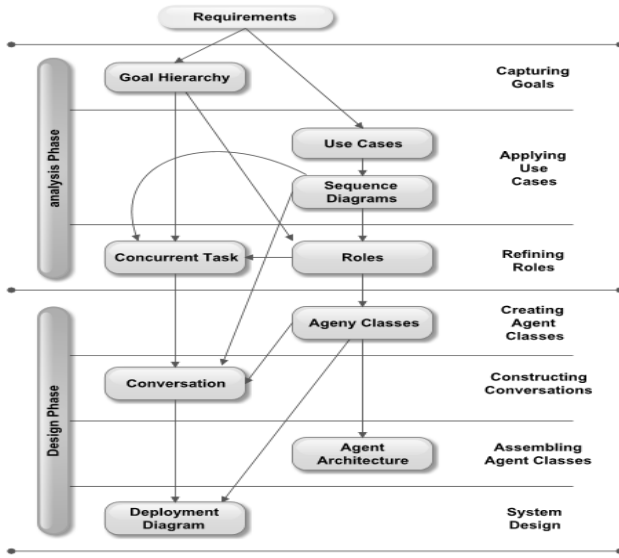 Requirements
Goal Hierarchy
Capturing
Goals
analysis Phase
Use Cases
Applying
Use
Cases
Sequence
Diagrams
Concurrent Task
Roles
Refining
Roles
Ageny Classes
Creating
Agent
Classes
Design Phase
Conversation
Constructing
Conversations
Agent
Architecture
Assembling
Agent Classes
Deployment
Diagram
System
Design